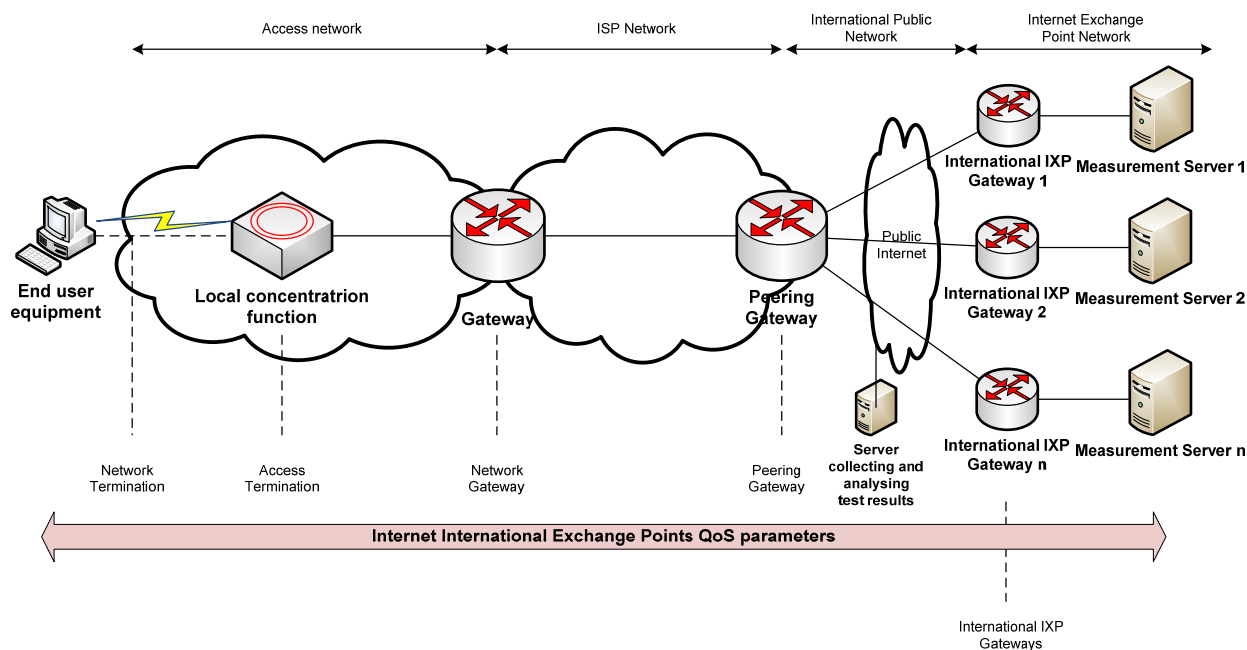 Access network
ISP Network
International Public
Network
Internet Exchange
Point Network
International IXP
Gateway 1
Measurement Server 1
Public
Internet
End user
equipment
Local concentratrion
function
Gateway
Peering
Gateway
International IXP
Gateway 2
Measurement Server 2
International IXP
Gateway n
Measurement Server n
Server
collecting and
analysing
test results
Network
Termination
Access
Termination
Network
Gateway
Peering
Gateway
Internet International Exchange Points QoS parameters
International IXP
Gateways